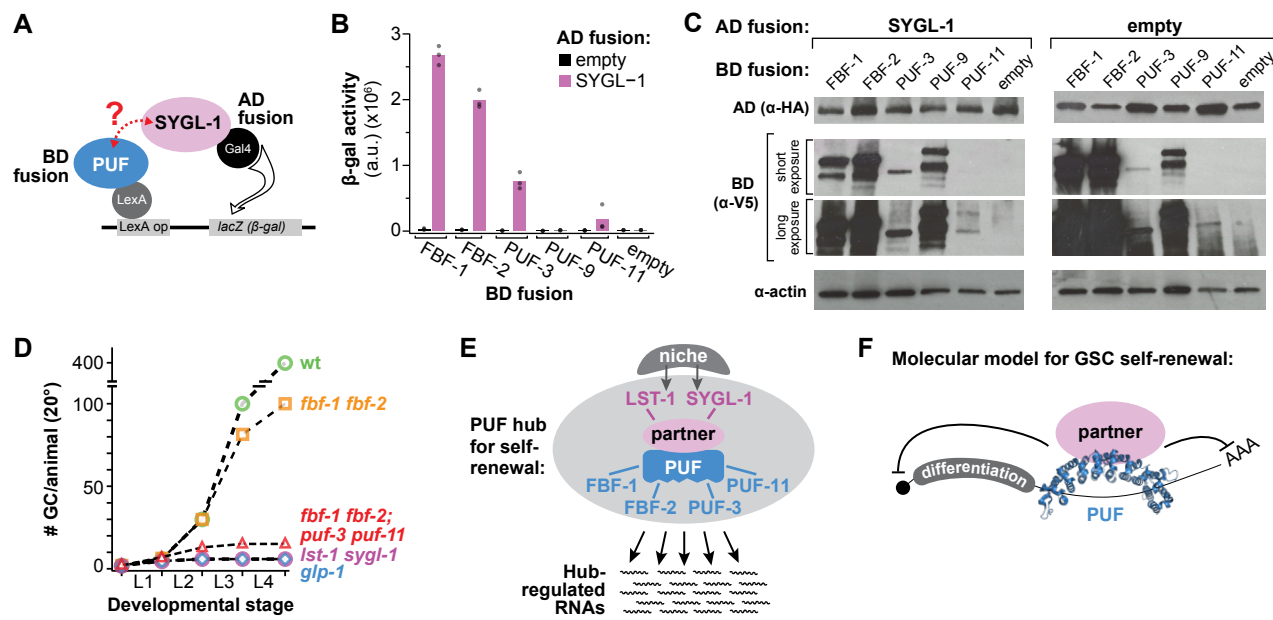 A
?
SYGL-1
AD
fusion
Gal4
BD
fusion
PUF
LexA
LexA op
lacZ (β-gal)
B
β-gal activity
(a.u.) (x10⁶)
3
2
1
0
AD fusion:
empty
SYGL−1
FBF-1
FBF-2
PUF-3
PUF-9
PUF-11
empty
BD fusion
C
AD fusion:
SYGL-1
empty
BD fusion:
FBF-1
FBF-2
PUF-3
PUF-9
PUF-11
empty
FBF-1
FBF-2
PUF-3
PUF-9
PUF-11
empty
AD (α-HA)
BD
(α-V5)
short
exposure
long
exposure
α-actin
D
# GC/animal (20°)
400
100
50
0
wt
fbf-1 fbf-2
fbf-1 fbf-2;
puf-3 puf-11
lst-1 sygl-1
glp-1
L1
L2
L3
L4
Developmental stage
E
niche
LST-1
SYGL-1
PUF hub
for self-
renewal:
partner
PUF
FBF-1
PUF-11
FBF-2
PUF-3
Hub-
regulated
RNAs
F
Molecular model for GSC self-renewal:
partner
differentiation
AAA
PUF